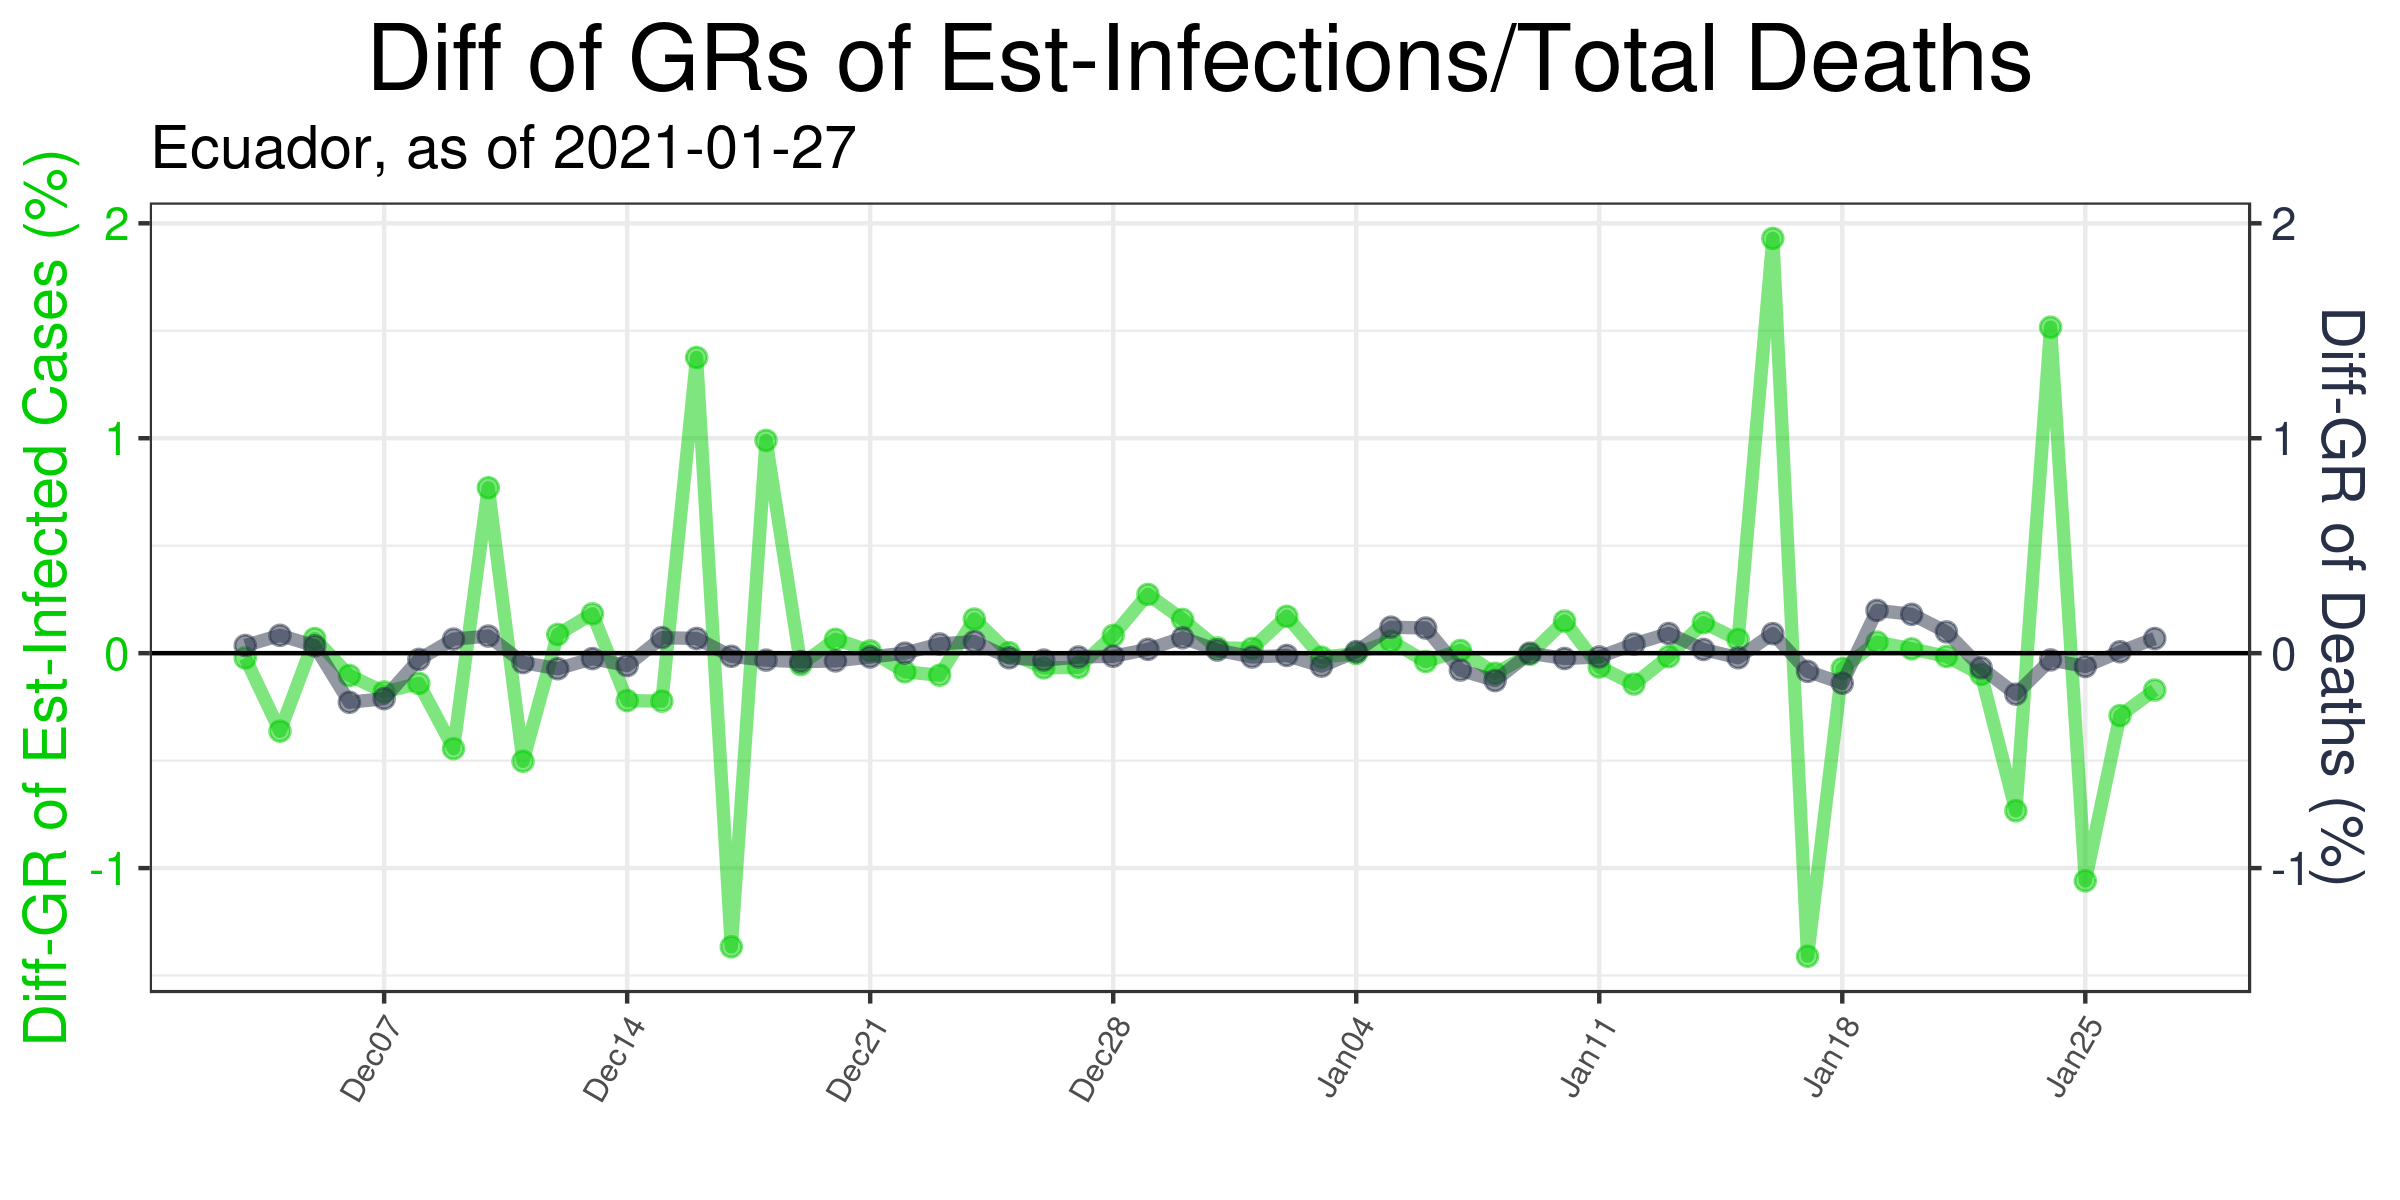 Diff of GRs of Est-Infections/Total Deaths
Ecuador, as of 2021-01-27
Diff-GR of Est-Infected Cases (%)
2
1
0
-1
2
1
0
-1
Diff-GR of Deaths (%)
Dec07
Dec14
Dec21
Dec28
Jan04
Jan11
Jan18
Jan25